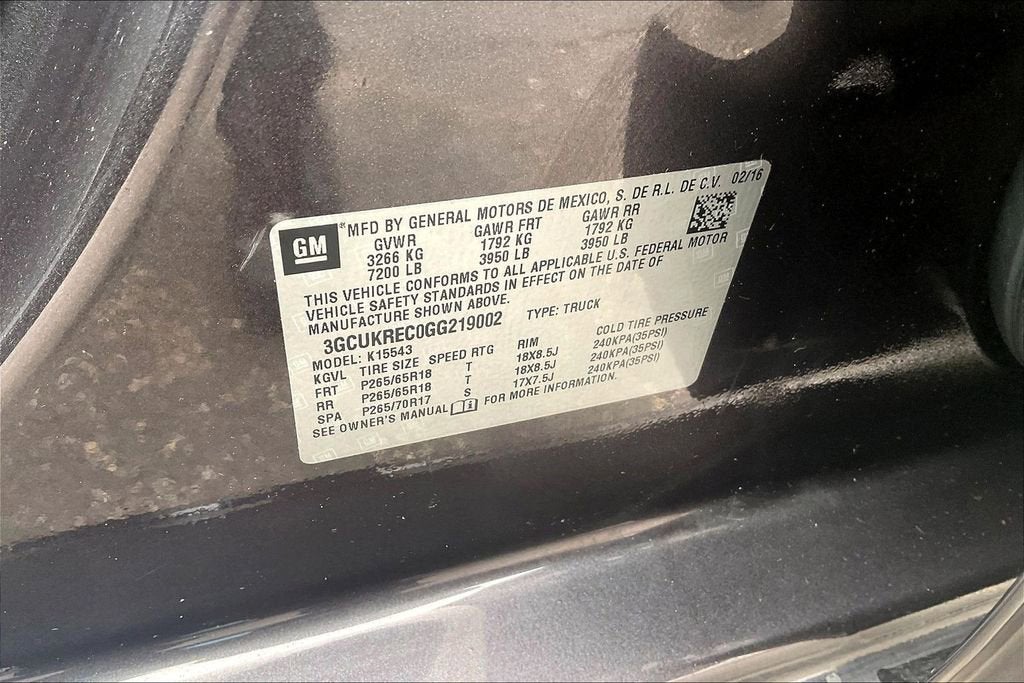 GM
® MFD BY GENERAL MOTORS DE MEXICO, S. DE R.L. DE C.V. 02/16
GVWR GAWR FRT GAWR RR
3266 KG 1792 KG 1792 KG
7200 LB 3950 LB 3950 LB
THIS VEHICLE CONFORMS TO ALL APPLICABLE U.S. FEDERAL MOTOR
VEHICLE SAFETY STANDARDS IN EFFECT ON THE DATE OF
MANUFACTURE SHOWN ABOVE.
3GCUKREC0GG219002 TYPE: TRUCK
MODEL: K15543
KGVL TIRE SIZE SPEED RTG RIM COLD TIRE PRESSURE
FRT P265/65R18 T 18X8.5J 240KPA(35PSI)
RR P265/65R18 T 18X8.5J 240KPA(35PSI)
SPA P265/70R17 S 17X7.5J 240KPA(35PSI)
SEE OWNER'S MANUAL FOR MORE INFORMATION.